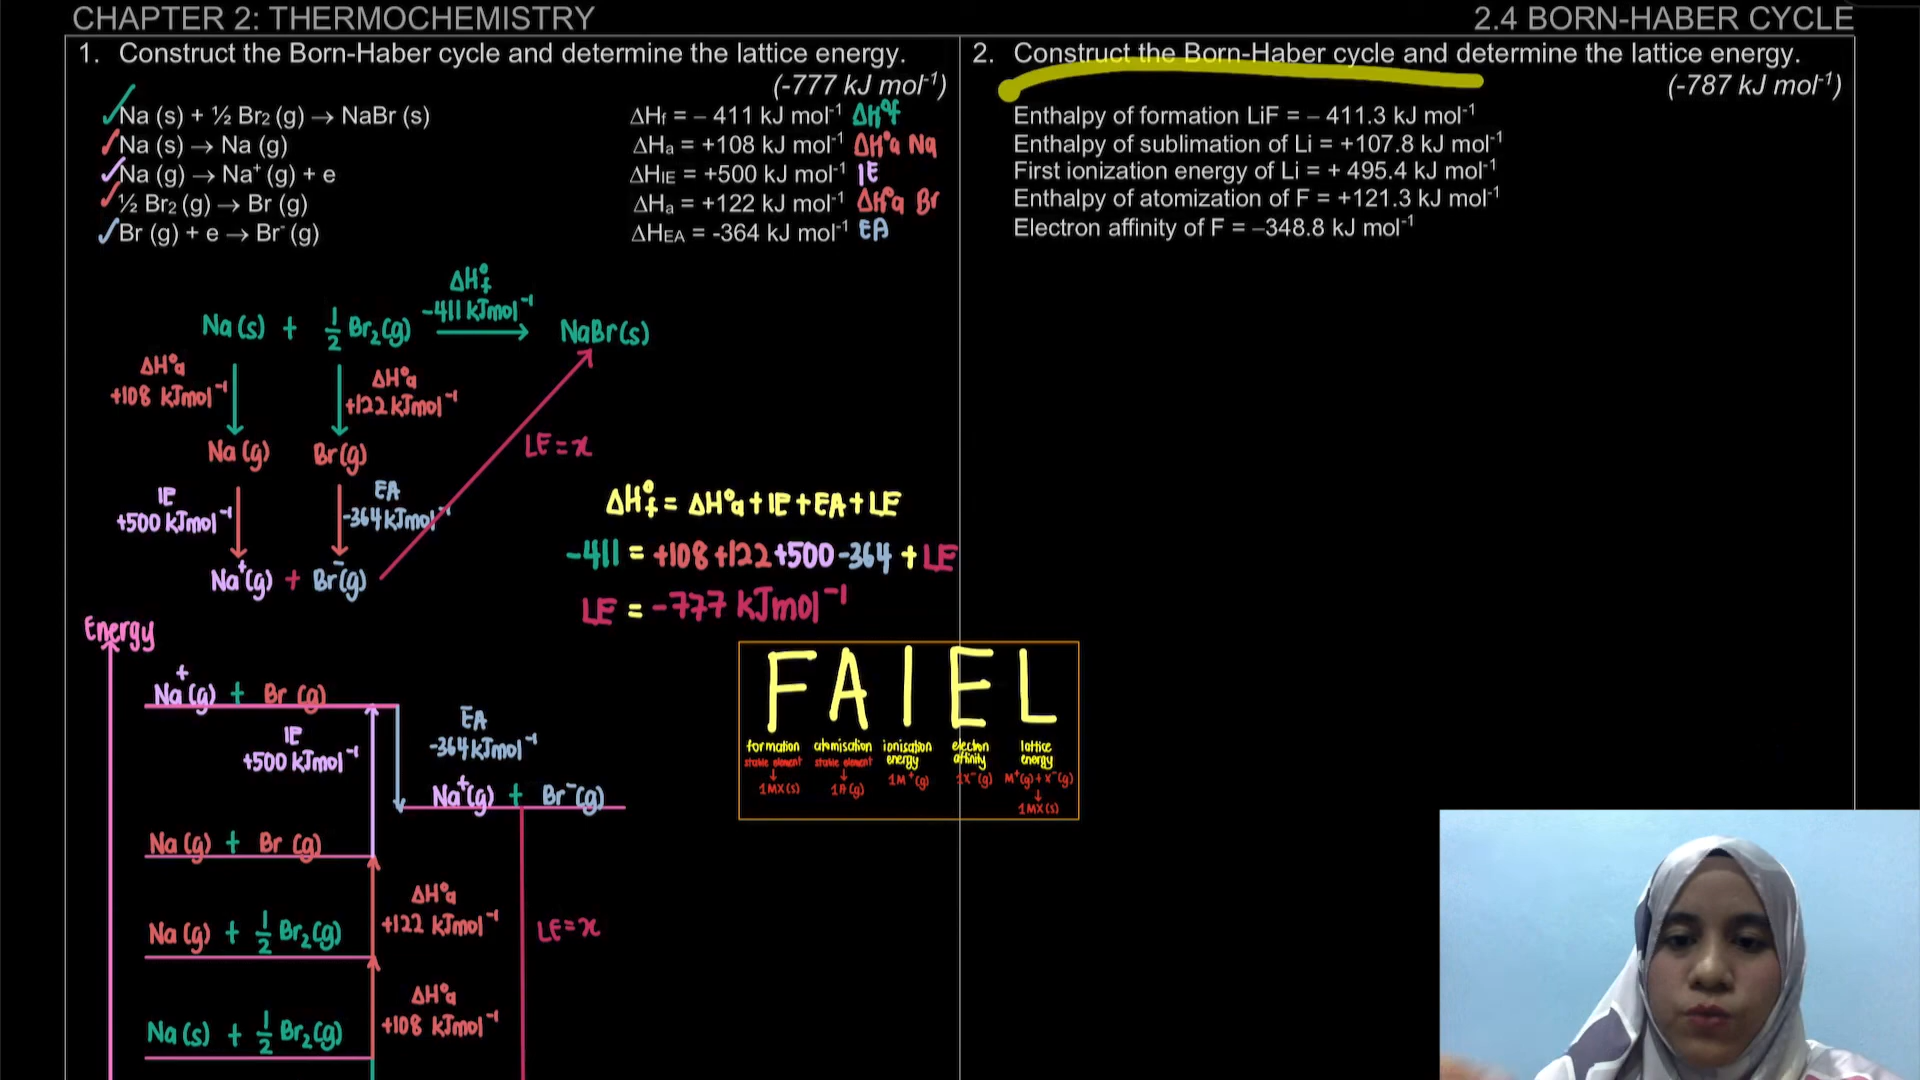 CHAPTER 2: THERMOCHEMISTRY
2.4 BORN-HABER CYCLE
1. Construct the Born-Haber cycle and determine the lattice energy.
(-777 kJ mol⁻¹)
Na (s) + ½ Br₂ (g) → NaBr (s) ΔHf = – 411 kJ mol⁻¹ ΔH°f
Na (s) → Na (g) ΔHa = +108 kJ mol⁻¹ ΔH°a Na
Na (g) → Na⁺ (g) + e ΔHIE = +500 kJ mol⁻¹ IE
½ Br₂ (g) → Br (g) ΔHa = +122 kJ mol⁻¹ ΔH°a Br
Br (g) + e → Br⁻ (g) ΔHEA = -364 kJ mol⁻¹ EA
ΔH°f
-411 kJmol⁻¹
Na (s) + ½ Br₂ (g) NaBr (s)
ΔH°a
+108 kJmol⁻¹
ΔH°a
+122 kJmol⁻¹
Na (g) Br (g)
LE = x
IE
+500 kJmol⁻¹
EA
-364 kJmol⁻¹
Na⁺(g) + Br⁻(g)
ΔH°f = ΔH°a + IE + EA + LE
-411 = +108 +122 +500 -364 + LE
LE = -777 kJmol⁻¹
Energy
Na⁺(g) + Br (g)
IE
+500 kJmol⁻¹
EA
-364 kJmol⁻¹
Na⁺(g) + Br⁻(g)
Na (g) + Br (g)
ΔH°a
+122 kJmol⁻¹
Na (g) + ½ Br₂ (g)
LE = x
ΔH°a
+108 kJmol⁻¹
Na (s) + ½ Br₂ (g)
2. Construct the Born-Haber cycle and determine the lattice energy.
(-787 kJ mol⁻¹)
Enthalpy of formation LiF = – 411.3 kJ mol⁻¹
Enthalpy of sublimation of Li = +107.8 kJ mol⁻¹
First ionization energy of Li = + 495.4 kJ mol⁻¹
Enthalpy of atomization of F = +121.3 kJ mol⁻¹
Electron affinity of F = –348.8 kJ mol⁻¹
F A I E L
formation
stable element
↓
1MX(s)
atomisation
stable element
↓
1A(g)
ionisation
energy
1M⁺(g)
electron
affinity
1X⁻(g)
lattice
energy
M⁺(g) + X⁻(g)
↓
1MX(s)